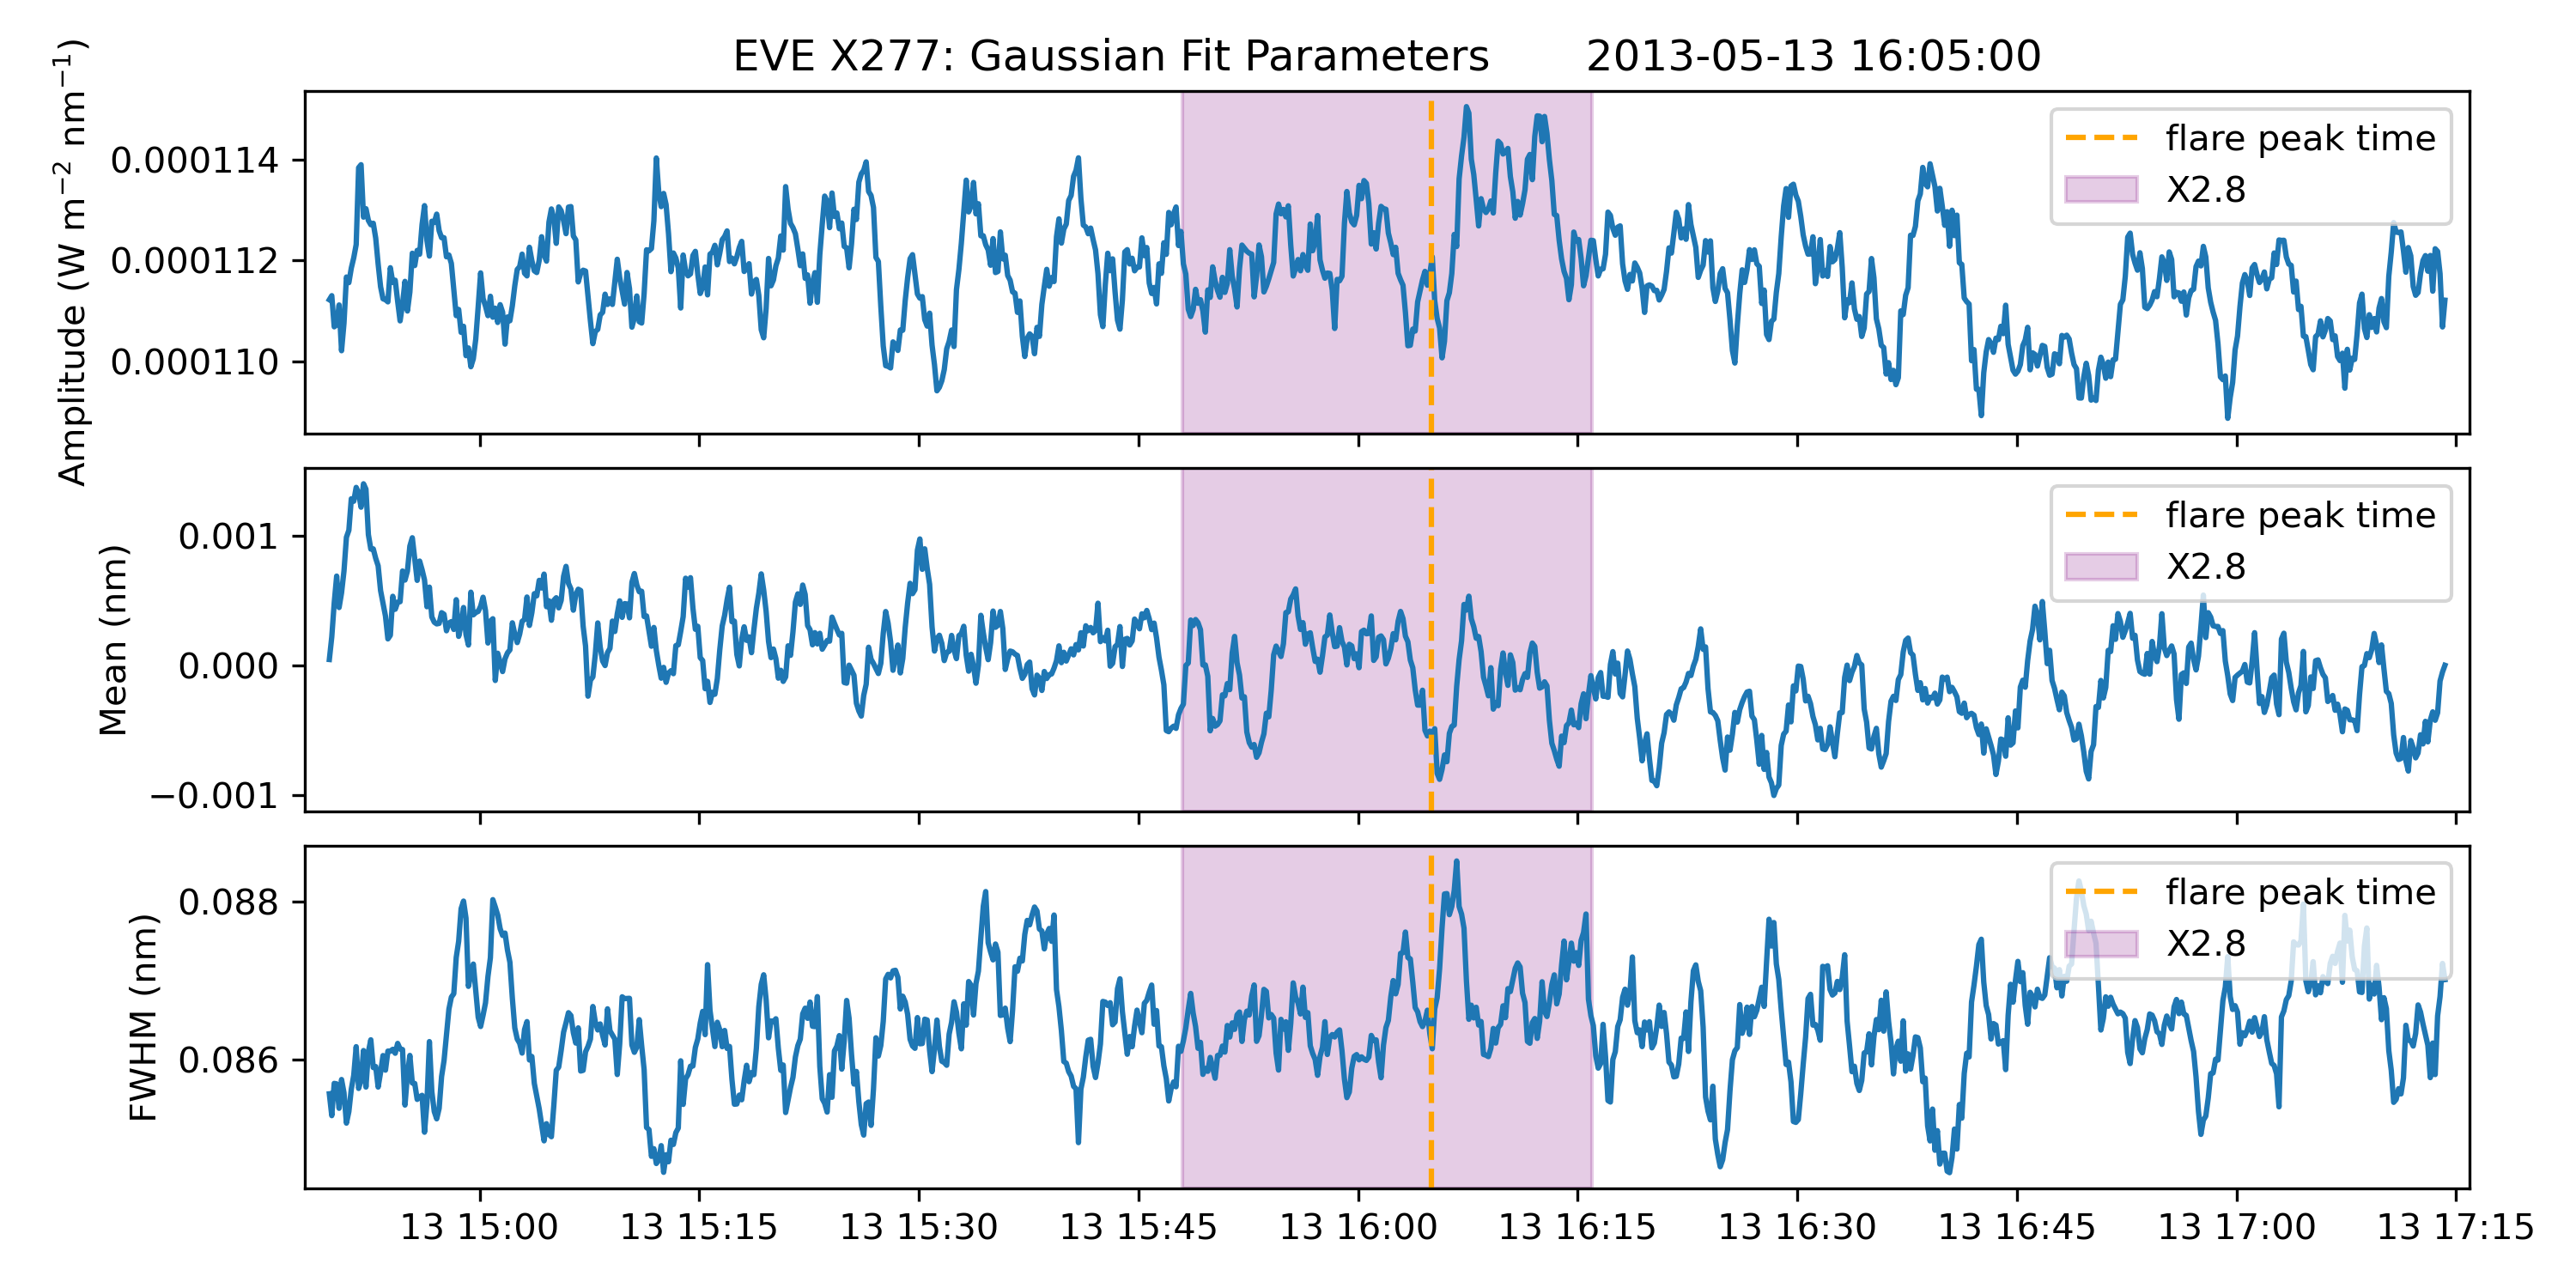 EVE X277: Gaussian Fit Parameters 2013-05-13 16:05:00
Amplitude (W m⁻² nm⁻¹)
0.000114
0.000112
0.000110
flare peak time
X2.8
Mean (nm)
0.001
0.000
−0.001
flare peak time
X2.8
FWHM (nm)
0.088
0.086
flare peak time
X2.8
13 15:00 13 15:15 13 15:30 13 15:45 13 16:00 13 16:15 13 16:30 13 16:45 13 17:00 13 17:15